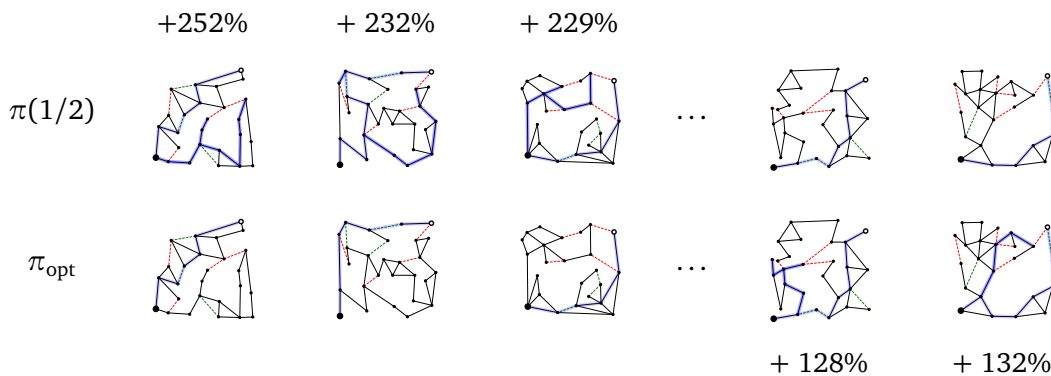 +252% + 232% + 229%
π(1/2) ...
π_opt ...
+ 128% + 132%